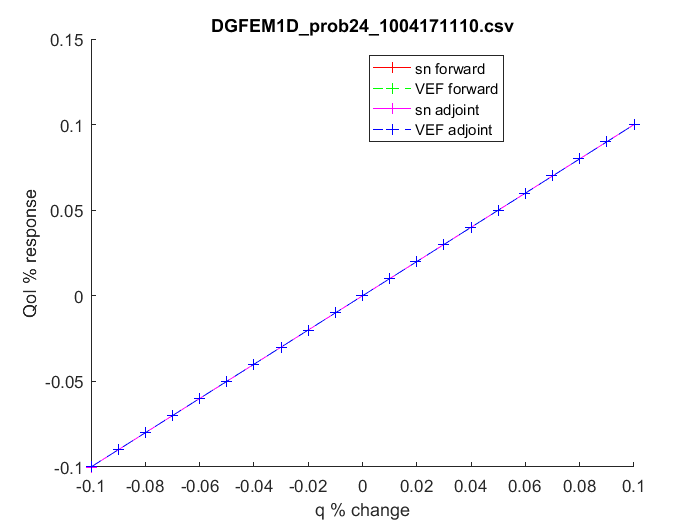 DGFEM1D_prob24_1004171110.csv
0.15
sn forward
VEF forward
sn adjoint
VEF adjoint
0.1
0.05
QoI % response
0
-0.05
-0.1
-0.1 -0.08 -0.06 -0.04 -0.02 0 0.02 0.04 0.06 0.08 0.1
q % change